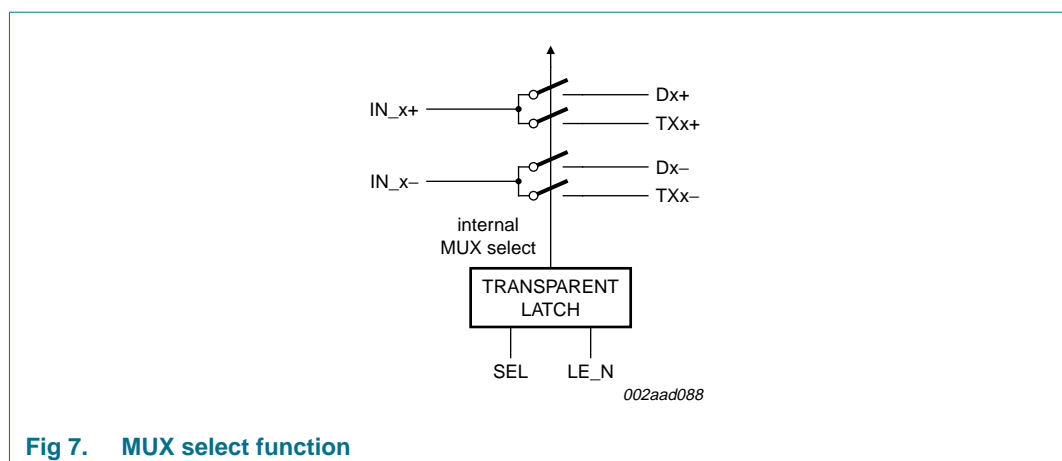 IN_x+
Dx+
TXx+
IN_x−
Dx−
TXx−
internal
MUX select
TRANSPARENT
LATCH
SEL LE_N
002aad088
Fig 7. MUX select function